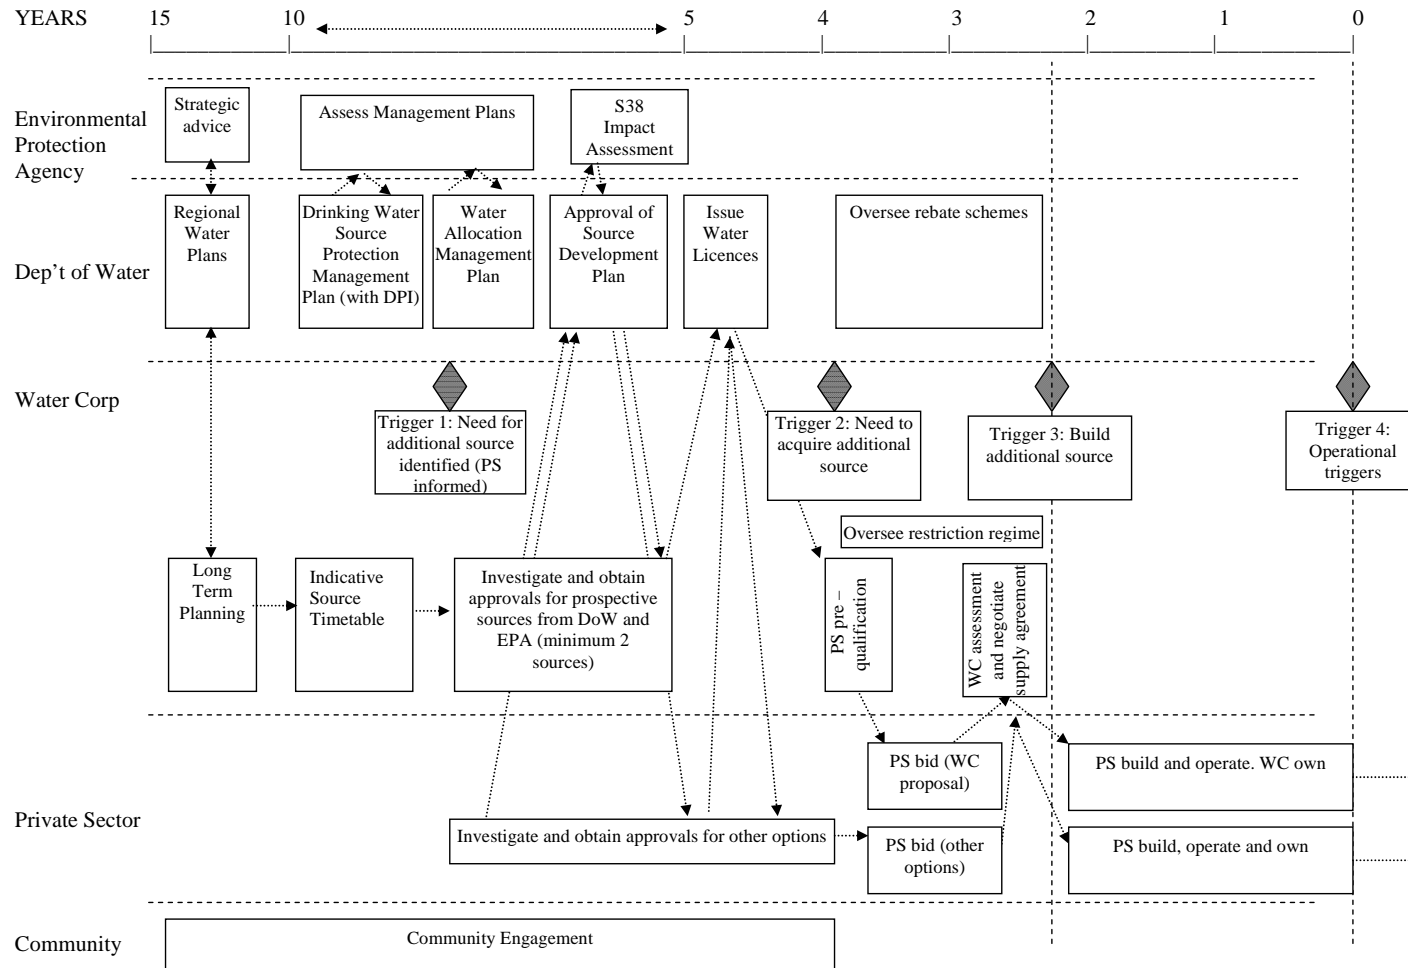 YEARS 15 10 5 4 3 2 1 0
Environmental
Protection
Agency
Strategic
advice
Assess Management Plans
S38
Impact
Assessment
Dep't of Water
Regional
Water
Plans
Drinking Water
Source
Protection
Management
Plan (with DPI)
Water
Allocation
Management
Plan
Approval of
Source
Development
Plan
Issue
Water
Licences
Oversee rebate schemes
Water Corp
Trigger 1: Need for
additional source
identified (PS
informed)
Trigger 2: Need to
acquire additional
source
Trigger 3: Build
additional source
Trigger 4:
Operational
triggers
Oversee restriction regime
Long
Term
Planning
Indicative
Source
Timetable
Investigate and obtain
approvals for prospective
sources from DoW and
EPA (minimum 2
sources)
PS pre –
qualification
WC assessment
and negotiate
supply agreement
Private Sector
PS bid (WC
proposal)
PS build and operate. WC own
Investigate and obtain approvals for other options
PS bid (other
options)
PS build, operate and own
Community
Community Engagement